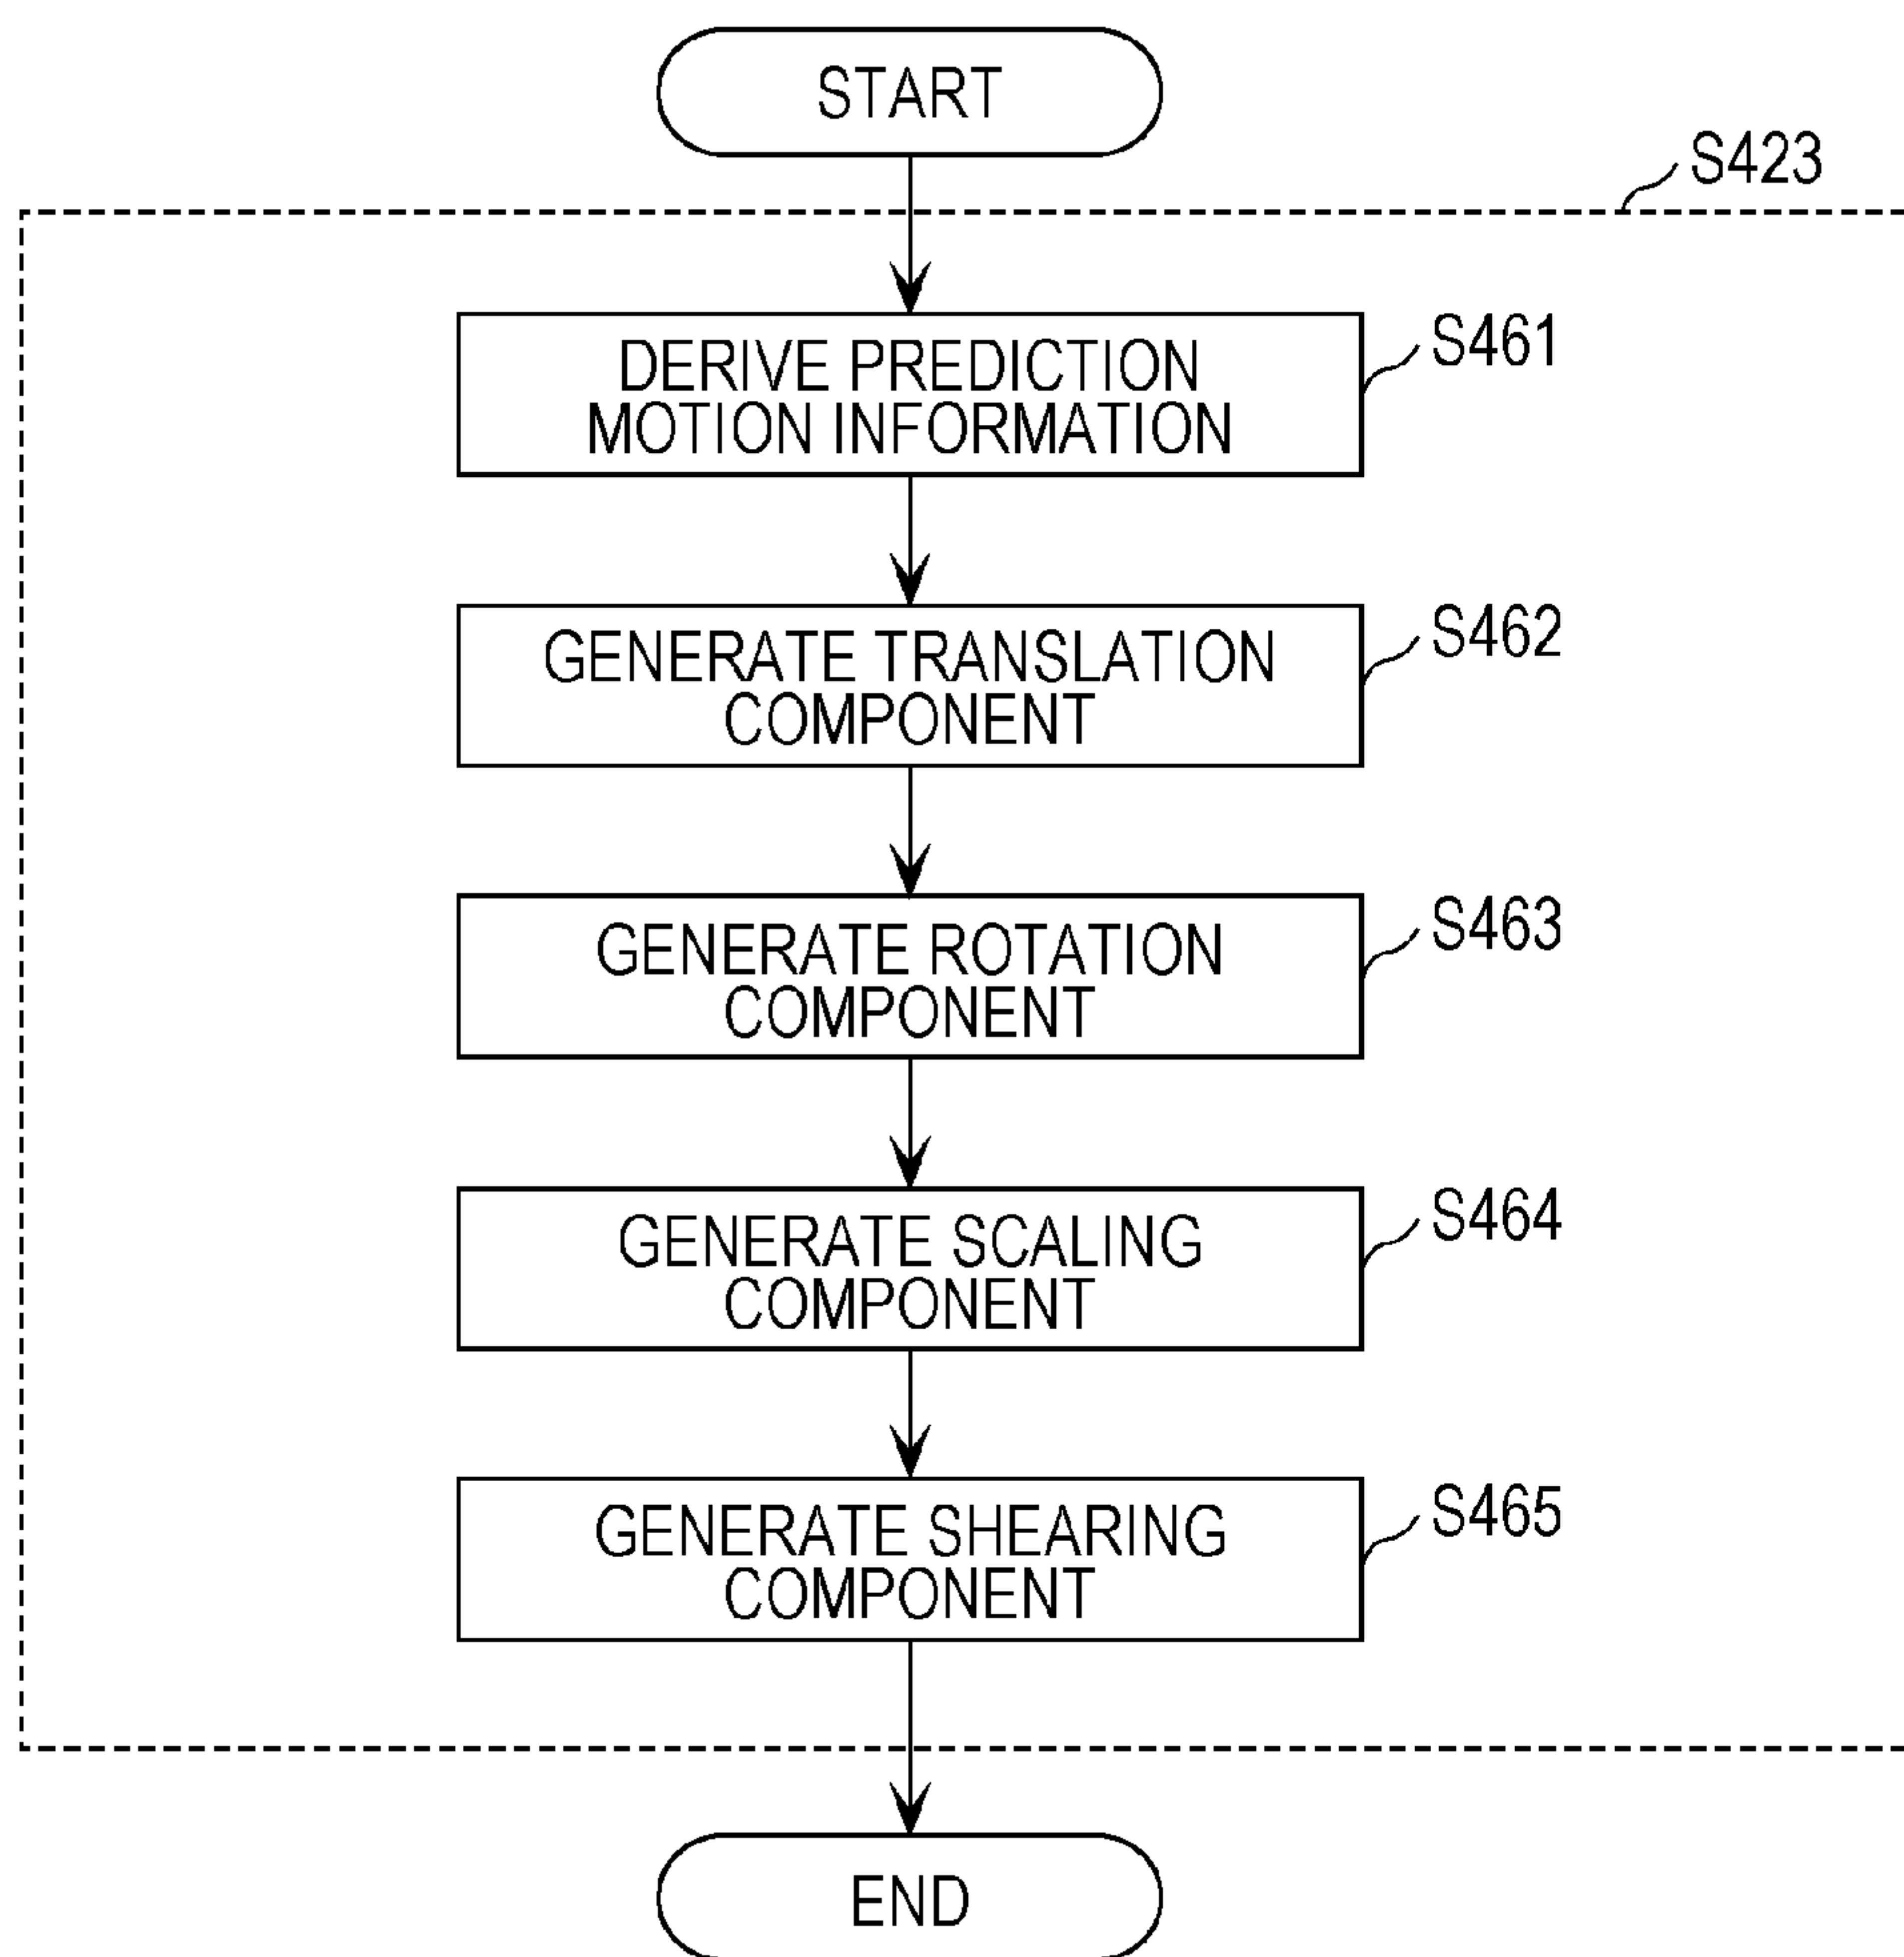 START
S423
DERIVE PREDICTION
MOTION INFORMATION
S461
GENERATE TRANSLATION
COMPONENT
S462
GENERATE ROTATION
COMPONENT
S463
GENERATE SCALING
COMPONENT
S464
GENERATE SHEARING
COMPONENT
S465
END